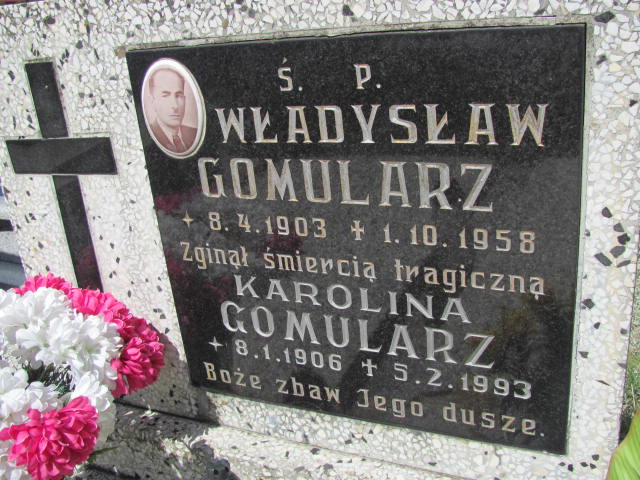 Ś. P.
WŁADYSŁAW
GOMULARZ
+ 8.4.1903 ✝ 1.10.1958
Zginął śmiercią tragiczną
KAROLINA
GOMULARZ
+ 8.1.1906 ✝ 5.2.1993
Boże zbaw Jego dusze.